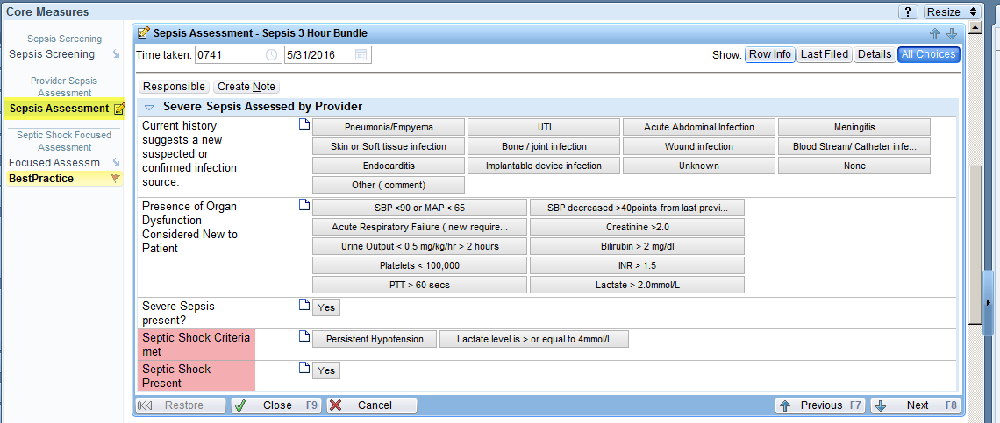 Core Measures
? Resize
Sepsis Screening
Sepsis Screening
Provider Sepsis
Assessment
Sepsis Assessment
Septic Shock Focused
Assessment
Focused Assessm...
BestPractice
Sepsis Assessment - Sepsis 3 Hour Bundle
Time taken: 0741 5/31/2016 Show: Row Info Last Filed Details All Choices
Responsible Create Note
Severe Sepsis Assessed by Provider
Current history
suggests a new
suspected or
confirmed infection
source:
Pneumonia/Empyema UTI Acute Abdominal Infection Meningitis
Skin or Soft tissue infection Bone / joint infection Wound infection Blood Stream/ Catheter infe...
Endocarditis Implantable device infection Unknown None
Other ( comment)
Presence of Organ
Dysfunction
Considered New to
Patient
SBP <90 or MAP < 65 SBP decreased >40points from last previ...
Acute Respiratory Failure ( new require... Creatinine >2.0
Urine Output < 0.5 mg/kg/hr > 2 hours Bilirubin > 2 mg/dl
Platelets < 100,000 INR > 1.5
PTT > 60 secs Lactate > 2.0mmol/L
Severe Sepsis
present?
Yes
Septic Shock Criteria
met
Persistent Hypotension Lactate level is > or equal to 4mmol/L
Septic Shock
Present
Yes
Restore Close F9 Cancel Previous F7 Next F8